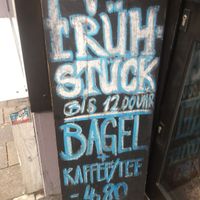 FRÜH-
STÜCK
BIS 12.00 UHR
BAGEL
+
KAFFEE/TEE
- 4,80